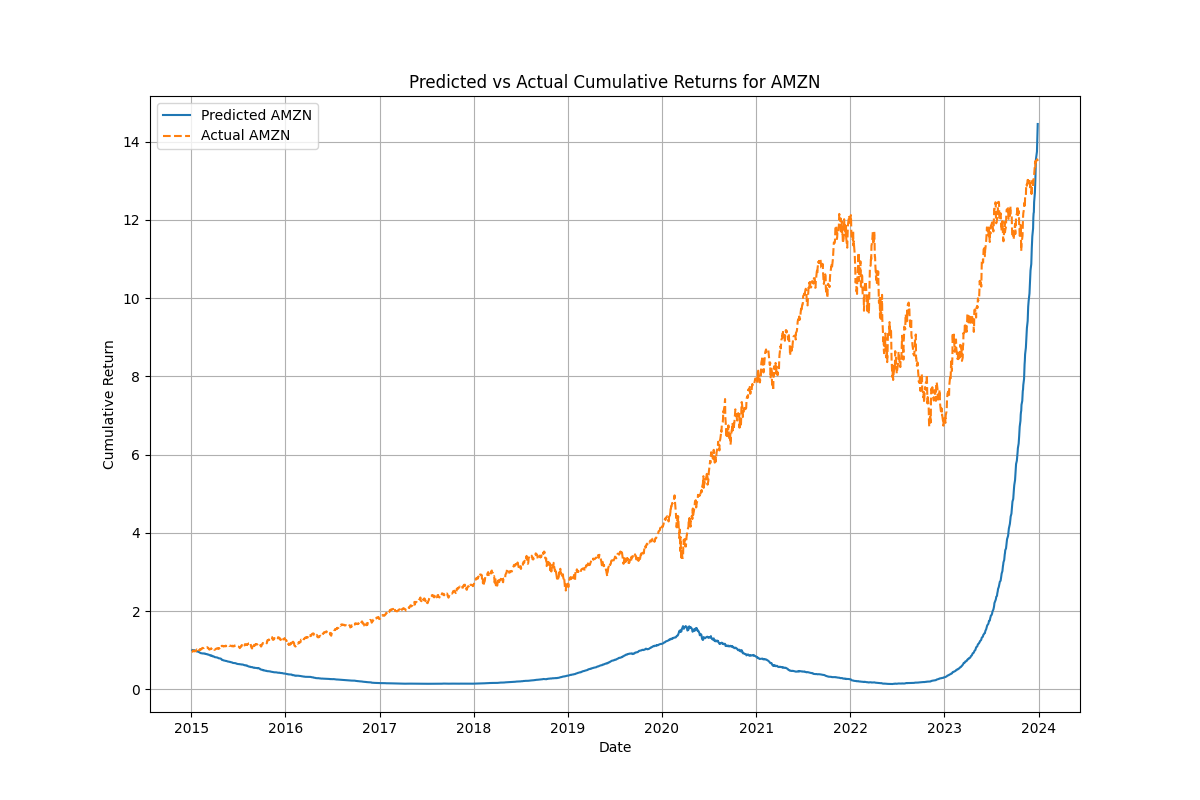 Predicted vs Actual Cumulative Returns for AMZN
Predicted AMZN
Actual AMZN
Cumulative Return
14
12
10
8
6
4
2
0
2015 2016 2017 2018 2019 2020 2021 2022 2023 2024
Date